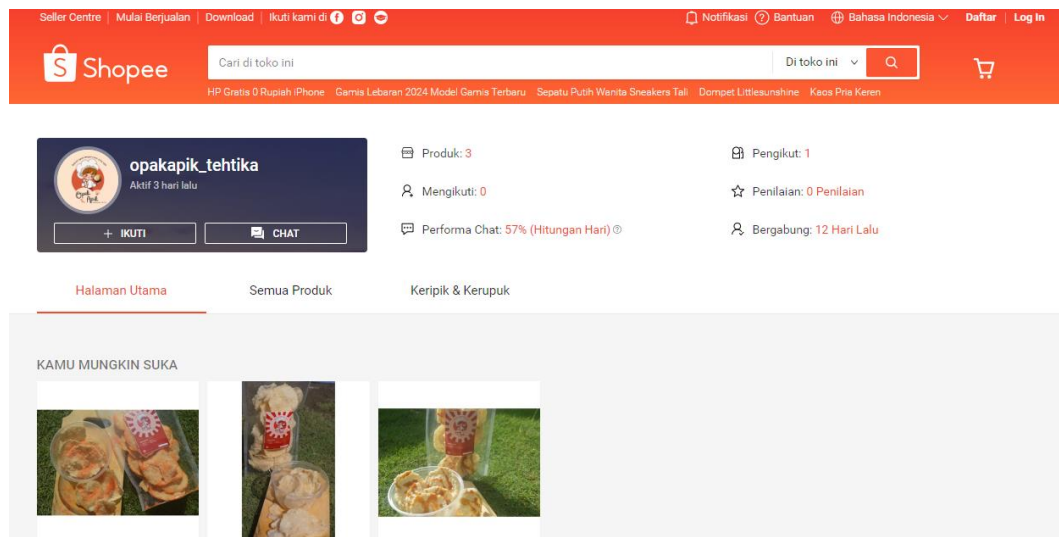 Seller Centre | Mulai Berjualan | Download | Ikuti kami di
Notifikasi Bantuan Bahasa Indonesia Daftar | Log In
Shopee
Cari di toko ini
Di toko ini
HP Gratis 0 Rupiah iPhone Gamis Lebaran 2024 Model Gamis Terbaru Sepatu Putih Wanita Sneakers Tali Dompet Littlesunshine Kaos Pria Keren
opakapik_tehtika
Aktif 3 hari lalu
+ IKUTI
CHAT
Produk: 3
Pengikut: 1
Mengikuti: 0
Penilaian: 0 Penilaian
Performa Chat: 57% (Hitungan Hari)
Bergabung: 12 Hari Lalu
Halaman Utama
Semua Produk
Keripik & Kerupuk
KAMU MUNGKIN SUKA